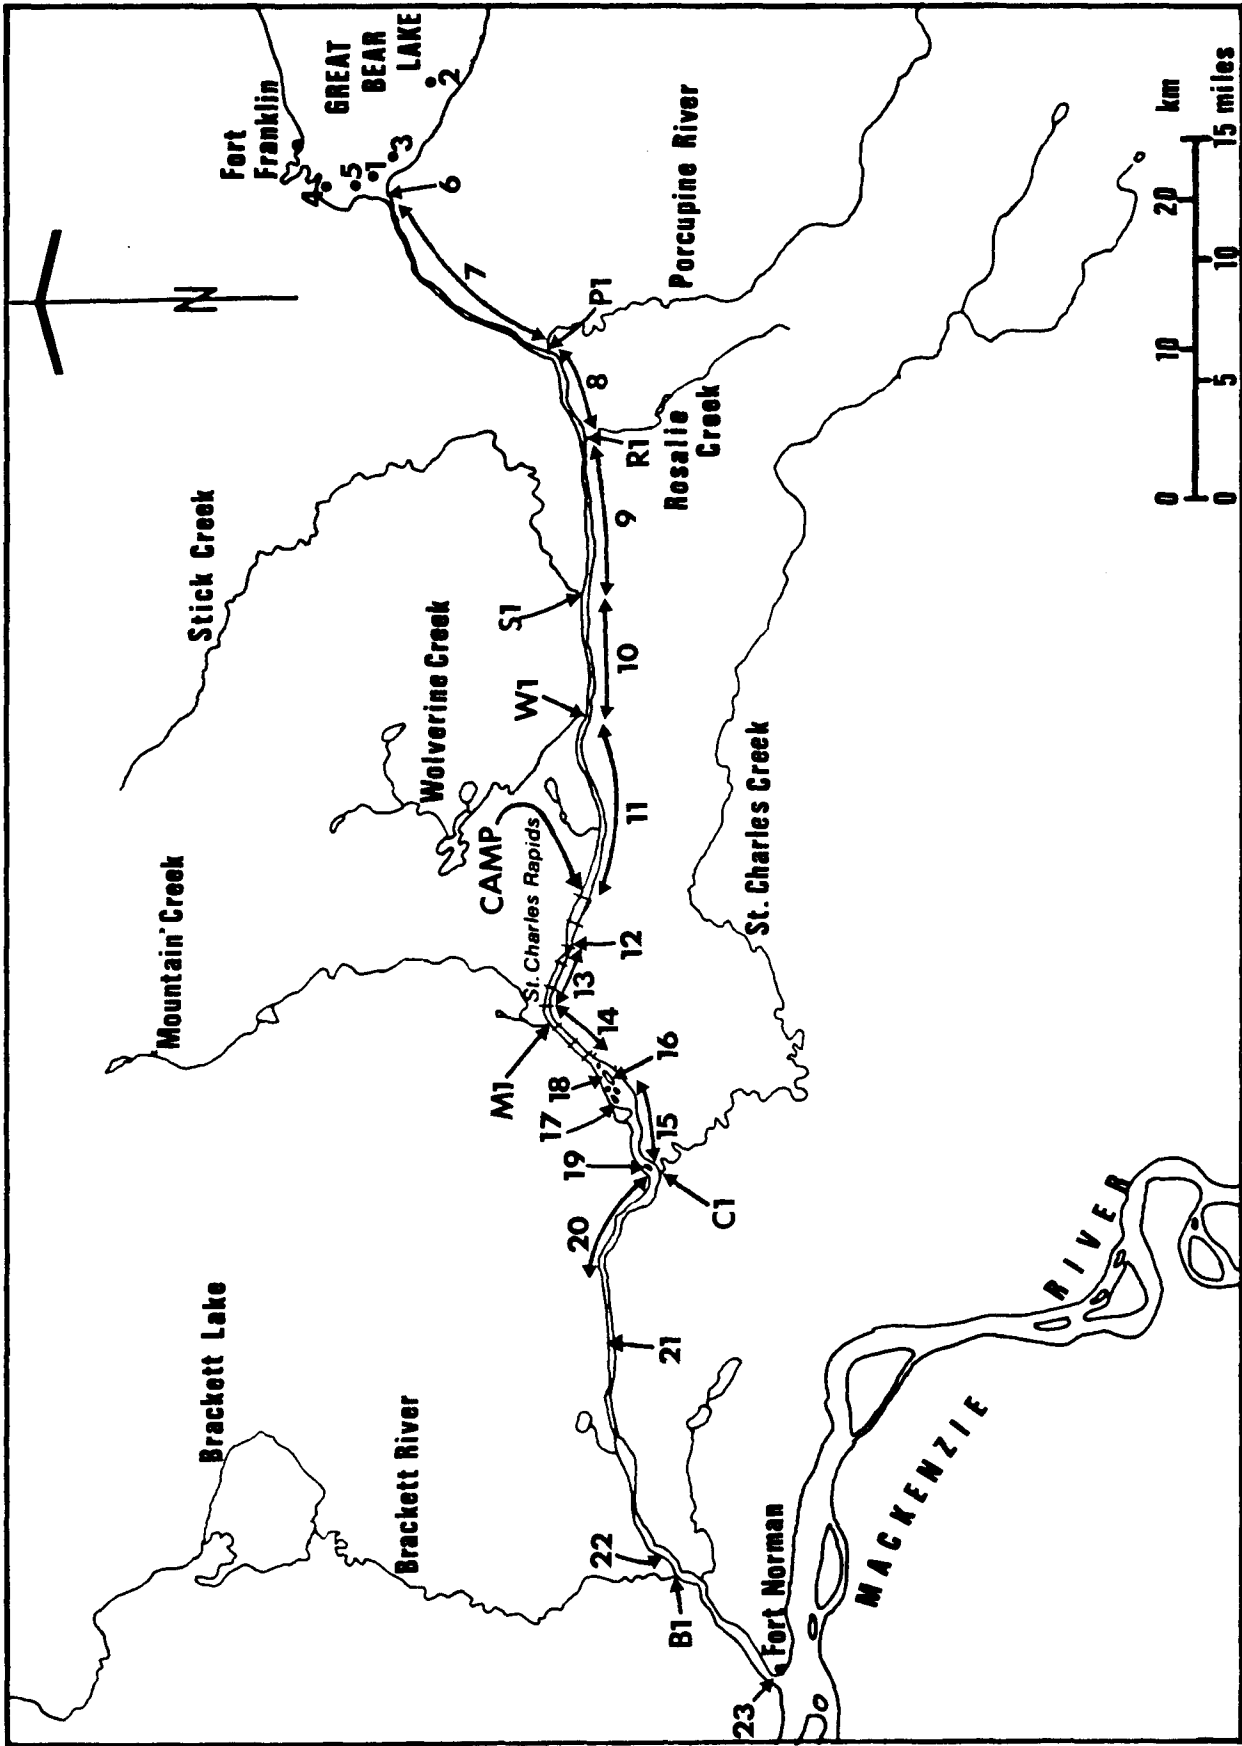 Fort
Franklin
GREAT
BEAR
LAKE
2
4
5
1
3
6
7
N
P1
Porcupine River
8
R1
Rosalie
Creek
9
Stick Creek
S1
10
Wolverine Creek
W1
11
CAMP
St. Charles Rapids
St. Charles Creek
Mountain Creek
12
13
14
M1
16
18
17
15
19
C1
20
21
Brackett Lake
Brackett River
22
B1
Fort Norman
23
MACKENZIE
RIVER
0 10 20 km
0 5 10 15 miles